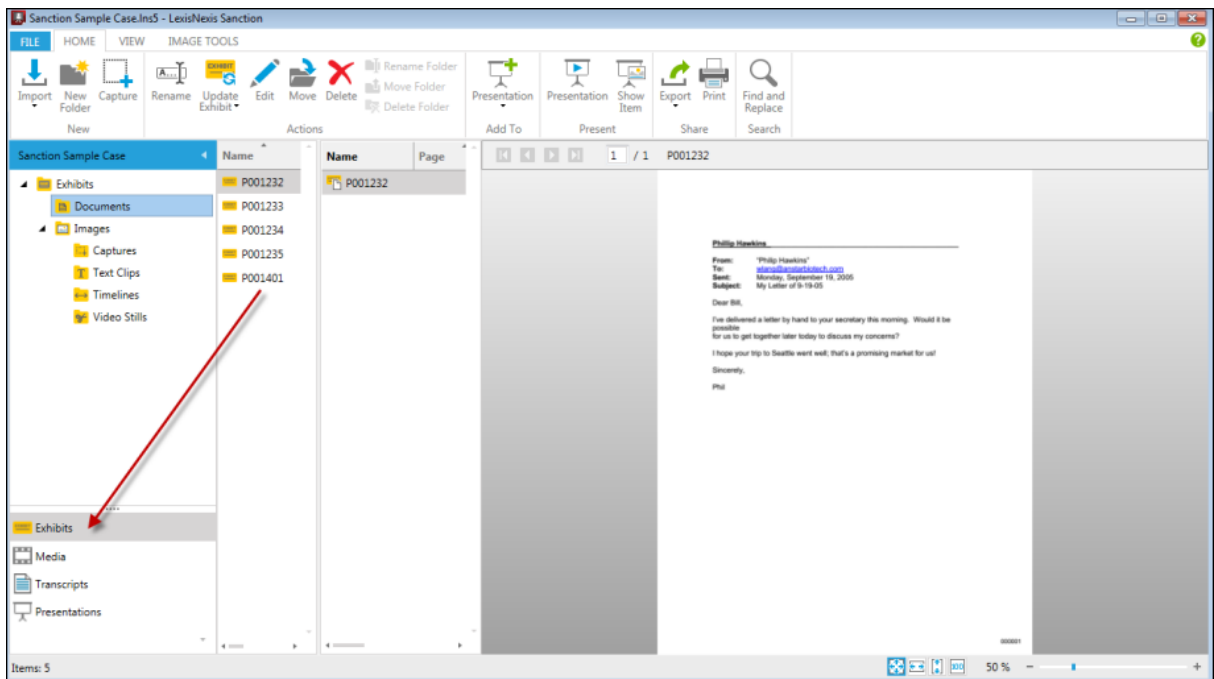 Sanction Sample Case.lns5 - LexisNexis Sanction
FILE HOME VIEW IMAGE TOOLS
Import New Folder Capture Rename Update Exhibit Edit Move Delete Rename Folder
Move Folder
Delete Folder
Presentation Presentation Show Item Export Print Find and Replace
New Actions Add To Present Share Search
Sanction Sample Case Name Name Page 1 / 1 P001232
Exhibits P001232 P001232
Documents P001233
Images P001234
Captures P001235
Text Clips P001401
Timelines
Video Stills
Phillip Hawkins
From: "Philip Hawkins"
To: wlang@anstarbiotech.com
Sent: Monday, September 19, 2005
Subject: My Letter of 9-19-05
Dear Bill,
I've delivered a letter by hand to your secretary this morning. Would it be
possible
for us to get together later today to discuss my concerns?
I hope your trip to Seattle went well; that's a promising market for us!
Sincerely,
Phil
Exhibits
Media
Transcripts
Presentations
000001
Items: 5 100 50 % - +